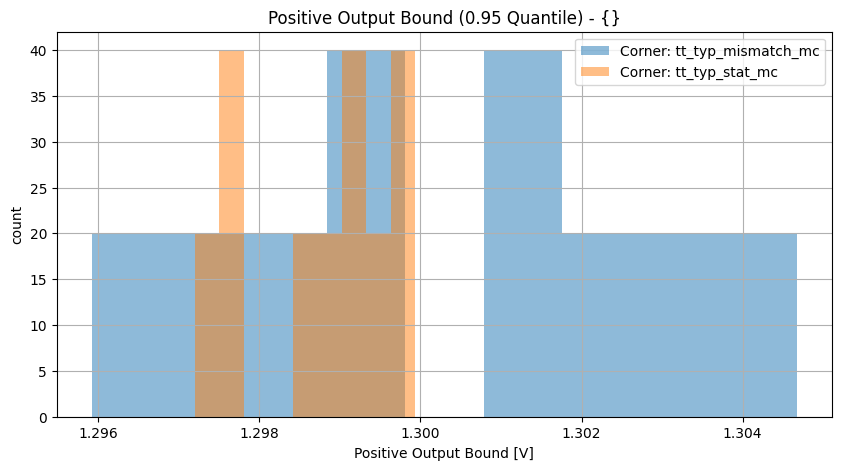 Positive Output Bound (0.95 Quantile) - {}
Corner: tt_typ_mismatch_mc
Corner: tt_typ_stat_mc
count
40
35
30
25
20
15
10
5
0
1.296
1.298
1.300
1.302
1.304
Positive Output Bound [V]